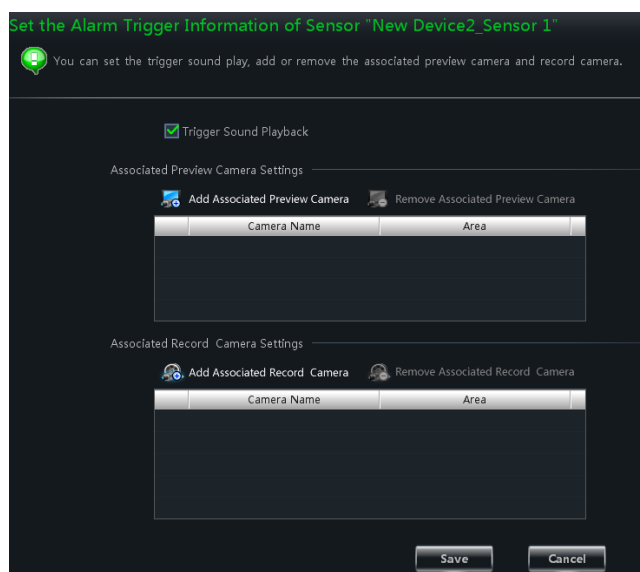 Set the Alarm Trigger Information of Sensor "New Device2_Sensor 1"
You can set the trigger sound play, add or remove the associated preview camera and record camera.
Trigger Sound Playback
Associated Preview Camera Settings
Add Associated Preview Camera Remove Associated Preview Camera
Camera Name Area
Associated Record Camera Settings
Add Associated Record Camera Remove Associated Record Camera
Camera Name Area
Save Cancel